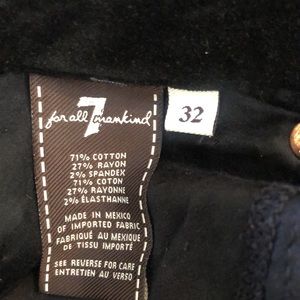 7
for all mankind
32
71% COTTON
27% RAYON
2% SPANDEX
71% COTON
27% RAYONNE
2% ÉLASTHANNE
MADE IN MEXICO
OF IMPORTED FABRIC
FABRIQUÉ AU MEXIQUE
DE TISSU IMPORTÉ
SEE REVERSE FOR CARE
ENTRETIEN AU VERSO